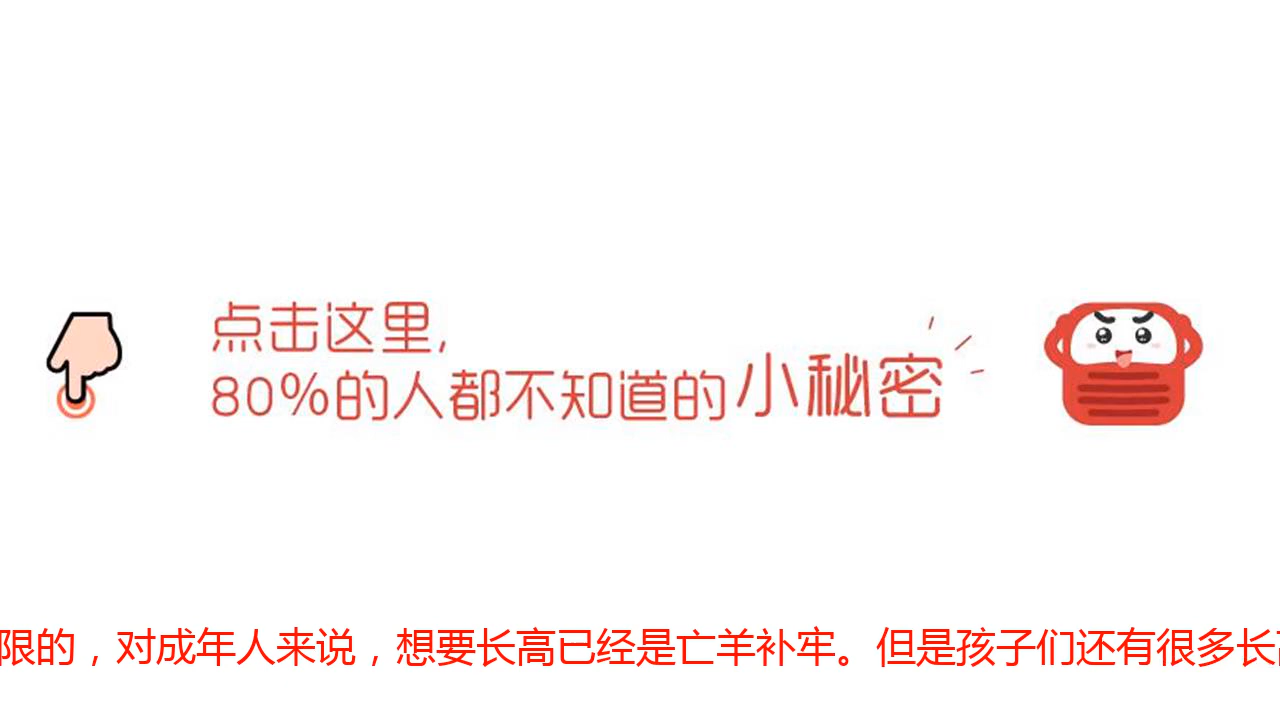 点击这里,
80%的人都不知道的小秘密
限的，对成年人来说，想要长高已经是亡羊补牢。但是孩子们还有很多长高